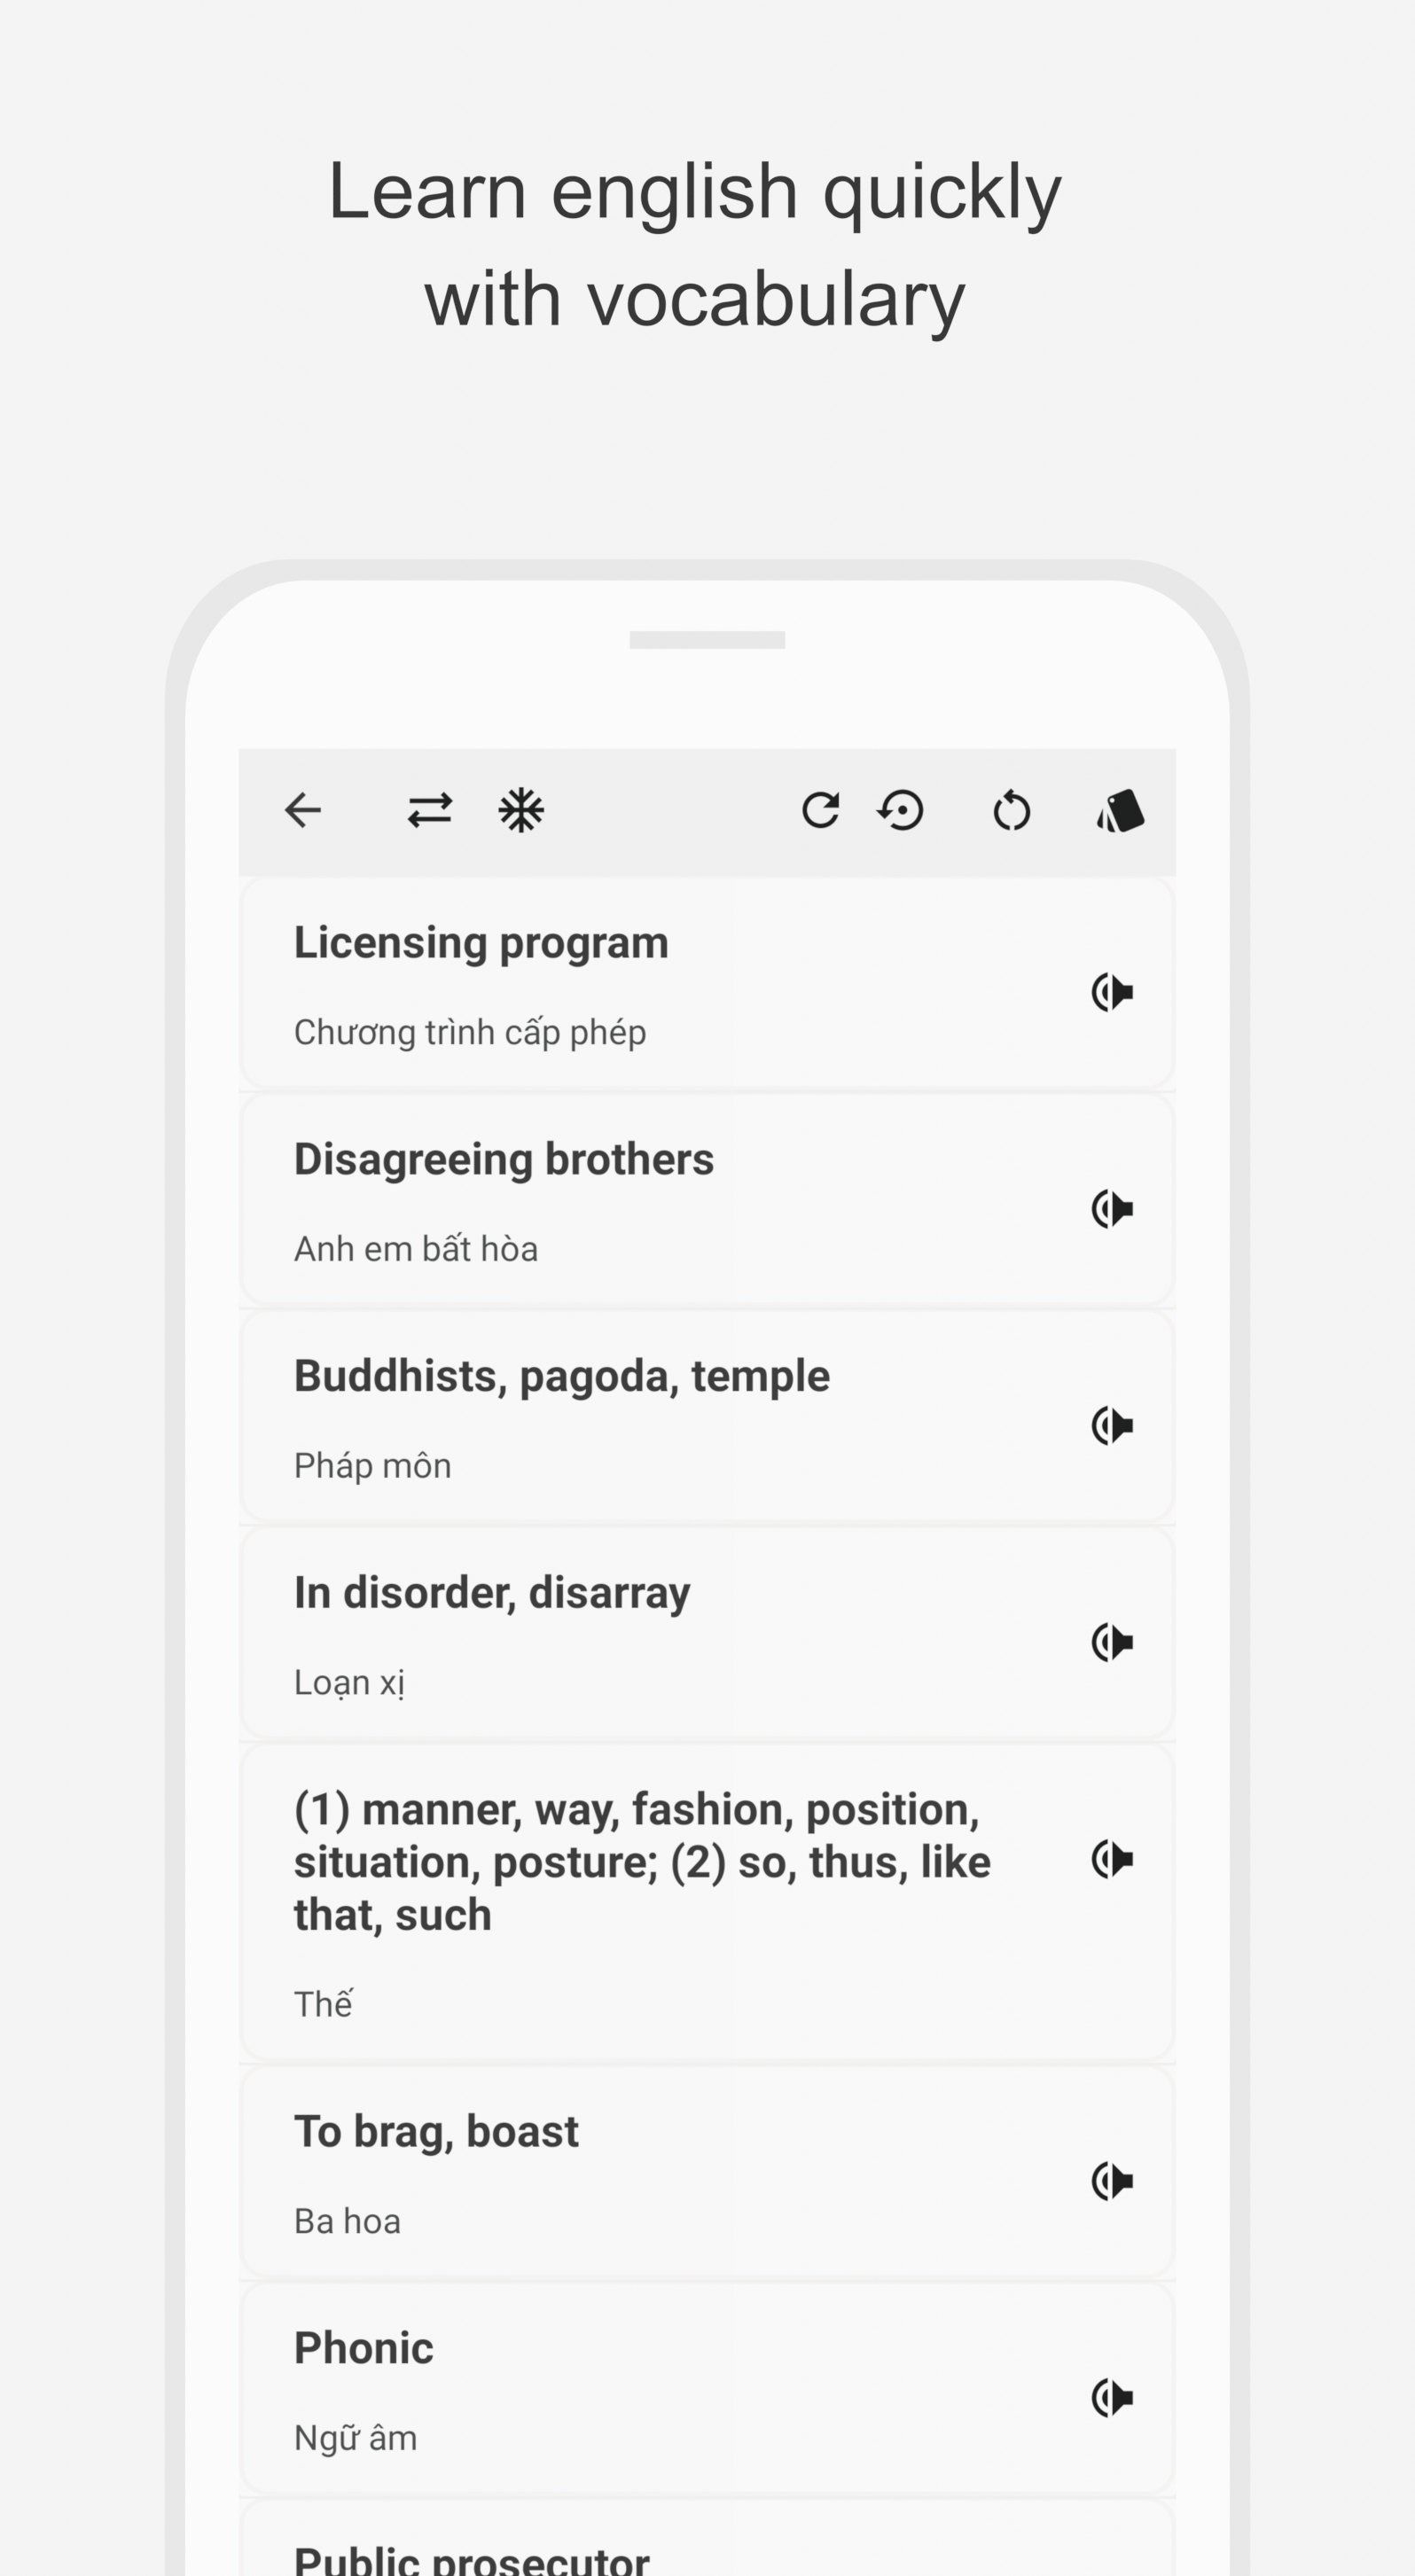 Learn english quickly
with vocabulary
Licensing program
Chương trình cấp phép
Disagreeing brothers
Anh em bất hòa
Buddhists, pagoda, temple
Pháp môn
In disorder, disarray
Loạn xị
(1) manner, way, fashion, position,
situation, posture; (2) so, thus, like
that, such
Thế
To brag, boast
Ba hoa
Phonic
Ngữ âm
Public prosecutor